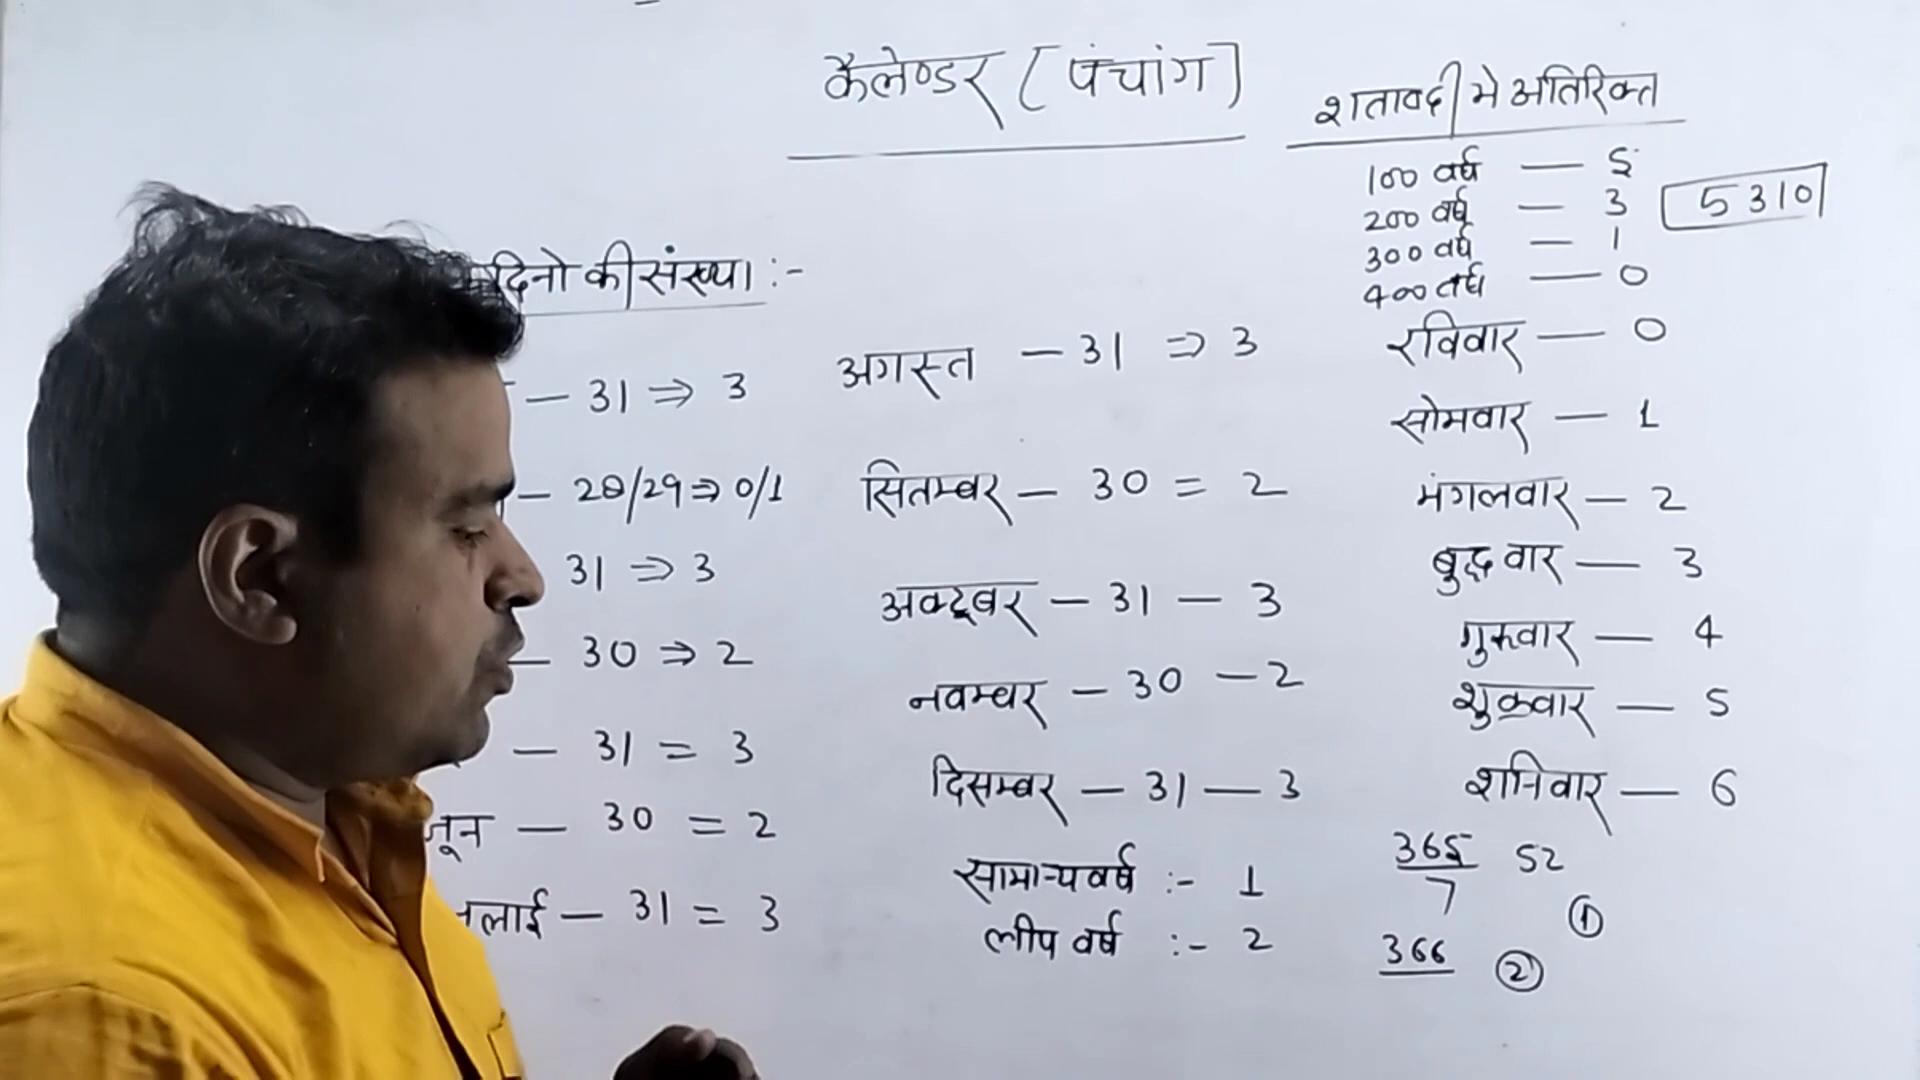 कैलेण्डर (पंचांग)
शताब्दी मे अतिरिक्त
100 वर्ष — 5
200 वर्ष — 3
300 वर्ष — 1
400 वर्ष — 0
5310
दिनो की संख्या :-
— 31 ⇒ 3
— 28/29 ⇒ 0/1
31 ⇒ 3
— 30 ⇒ 2
— 31 = 3
जून — 30 = 2
लाई — 31 = 3
अगस्त — 31 ⇒ 3
सितम्बर — 30 = 2
अक्टूबर — 31 — 3
नवम्बर — 30 — 2
दिसम्बर — 31 — 3
सामान्य वर्ष :- 1
लीप वर्ष :- 2
रविवार — 0
सोमवार — 1
मंगलवार — 2
बुद्धवार — 3
गुरुवार — 4
शुक्रवार — 5
शनिवार — 6
365 52
7
1
366 2